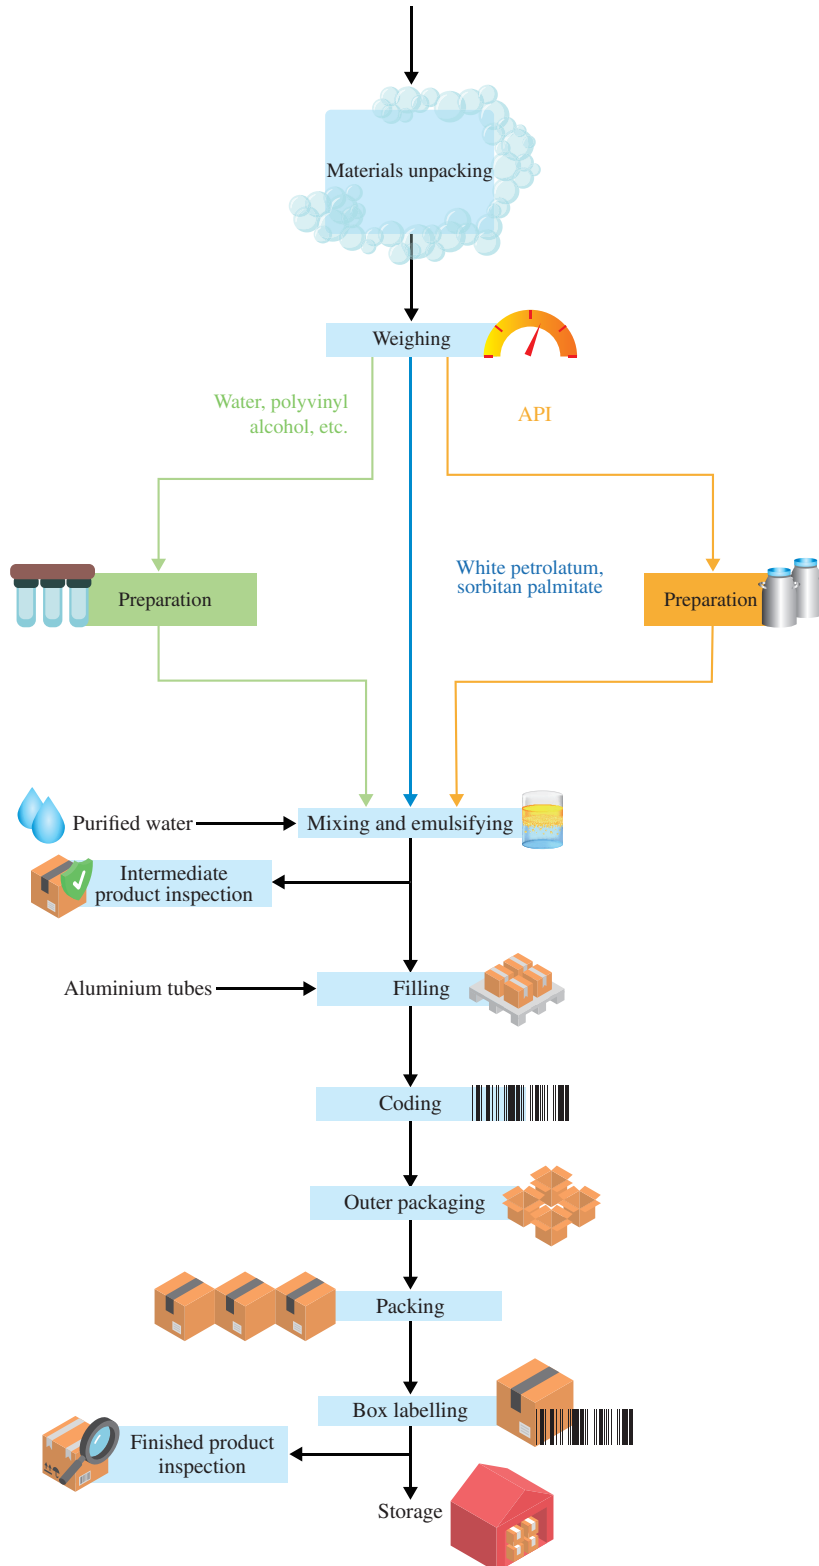 Materials unpacking
Weighing
Water, polyvinyl
alcohol, etc.
API
White petrolatum,
sorbitan palmitate
Preparation
Preparation
Purified water
Mixing and emulsifying
Intermediate
product inspection
Aluminium tubes
Filling
Coding
Outer packaging
Packing
Box labelling
Finished product
inspection
Storage